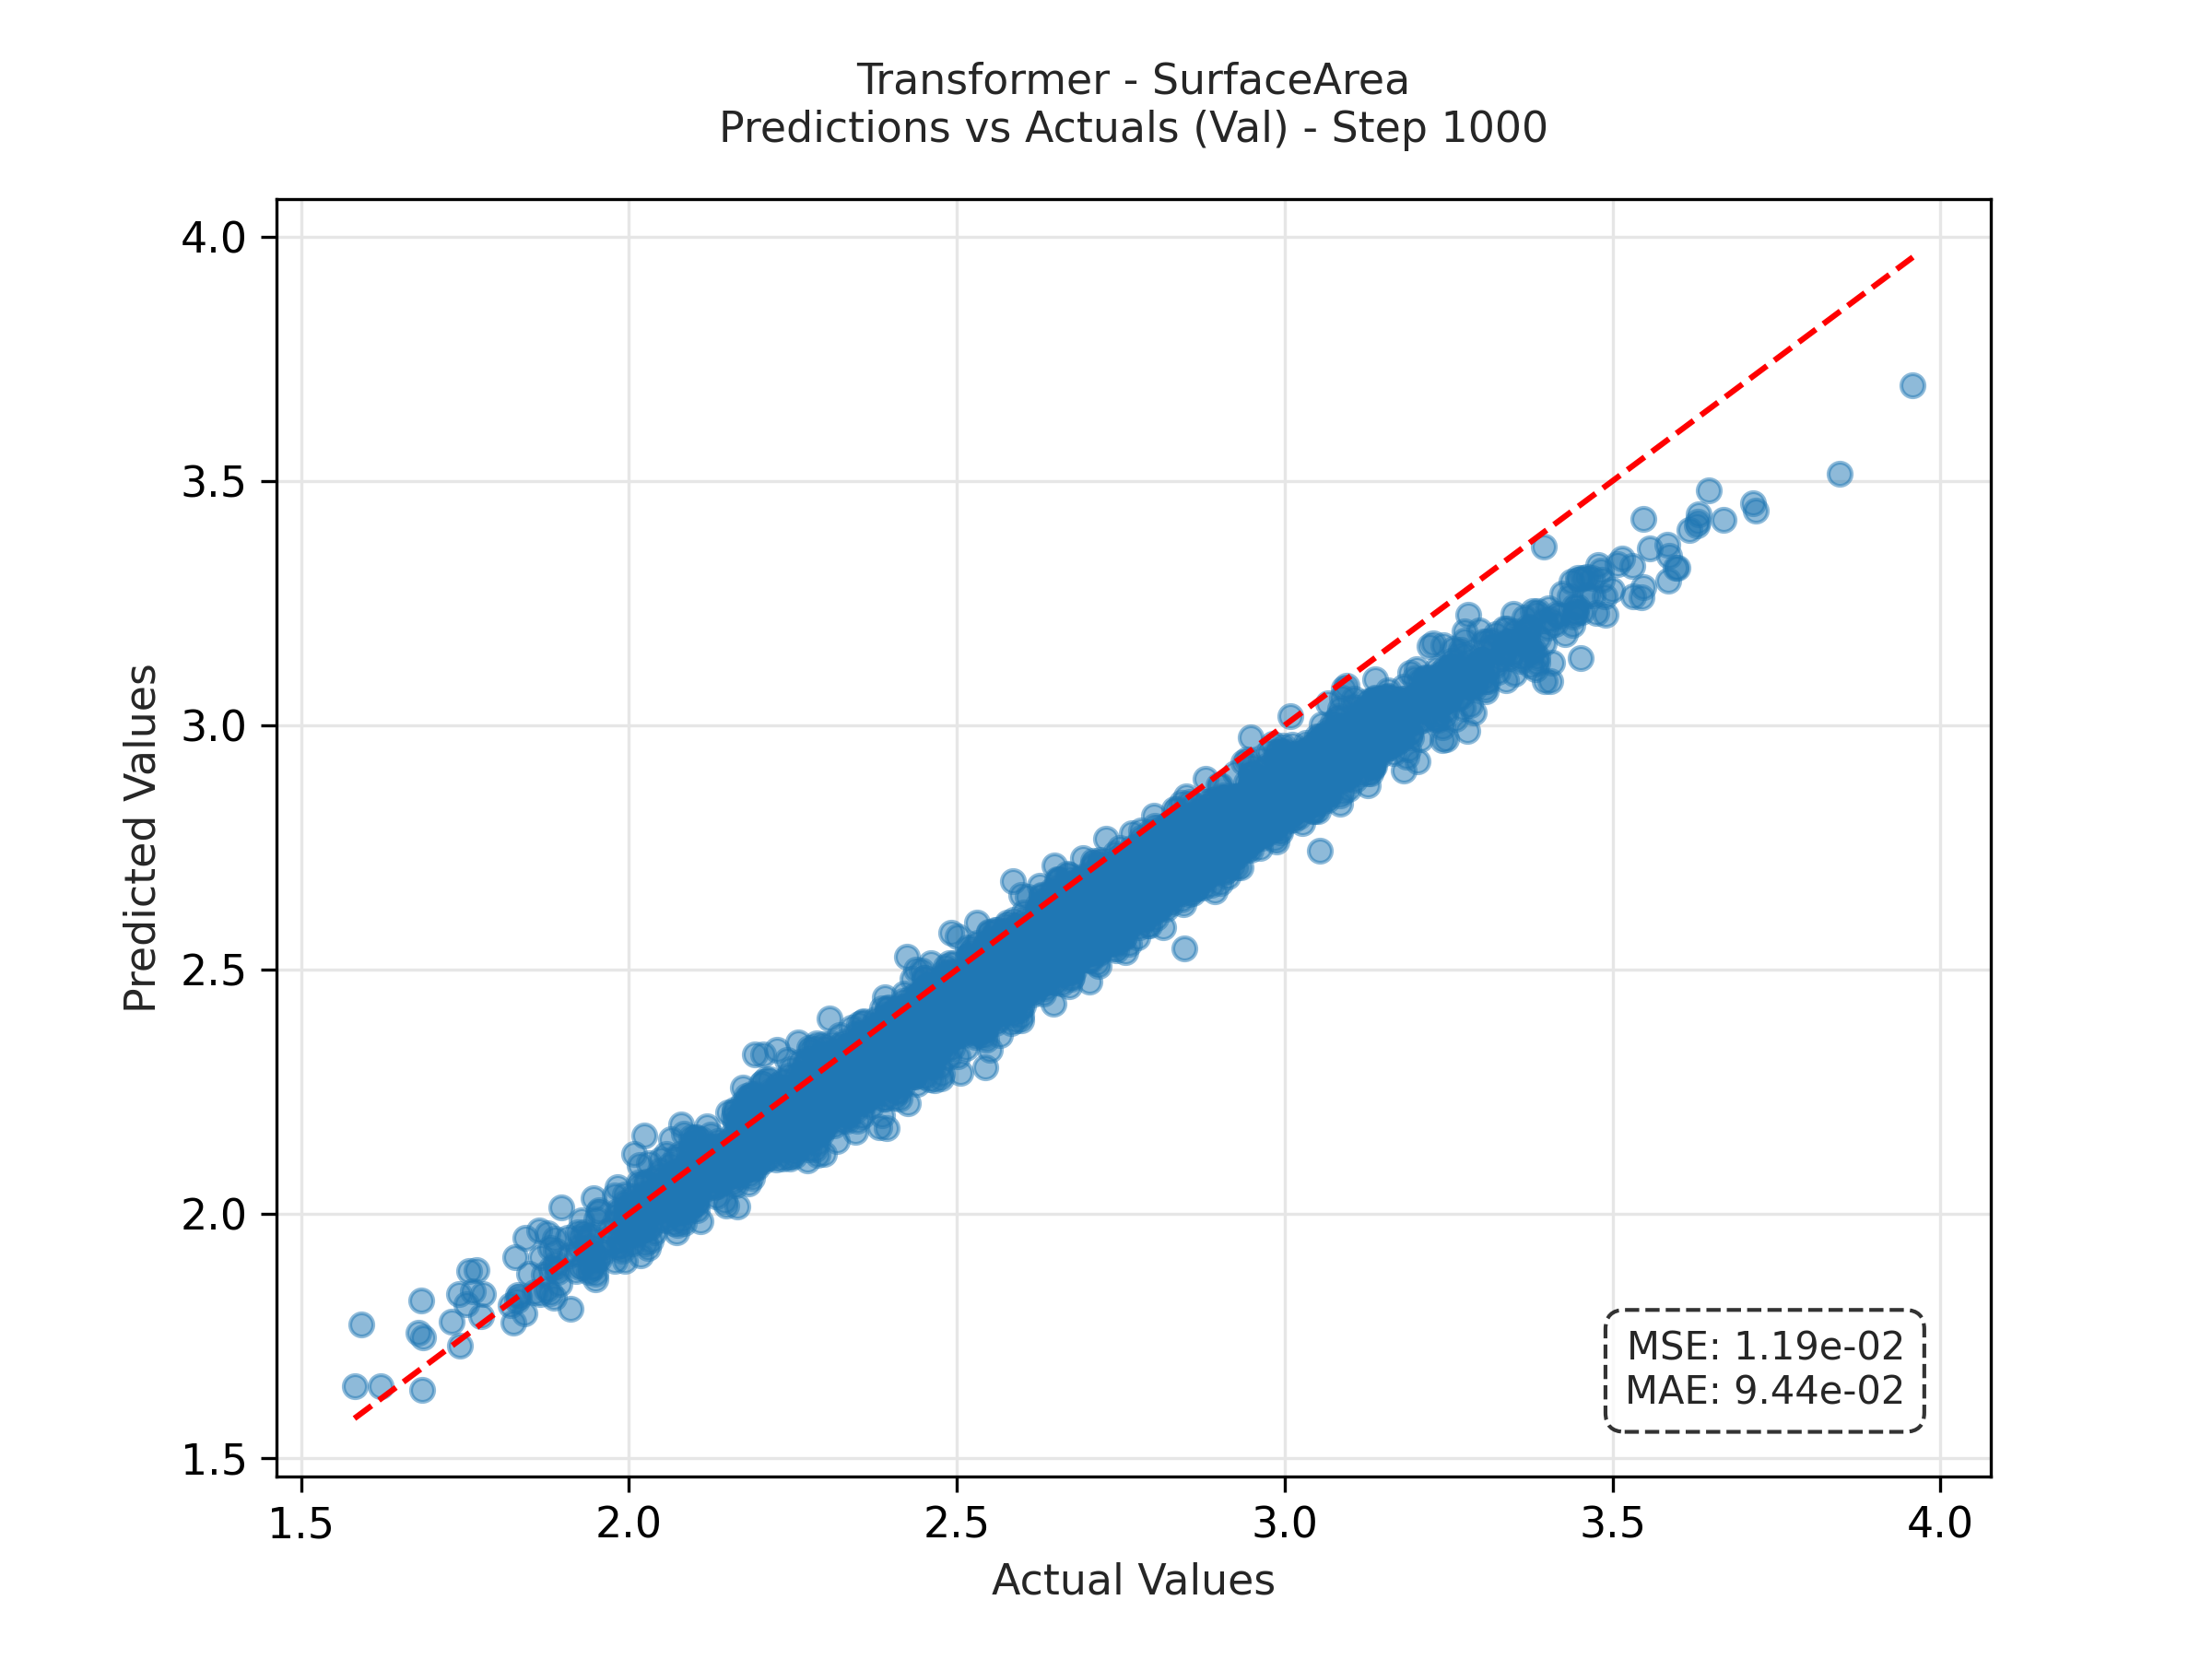 Transformer - SurfaceArea
Predictions vs Actuals (Val) - Step 1000
4.0
3.5
3.0
2.5
2.0
1.5
Predicted Values
MSE: 1.19e-02
MAE: 9.44e-02
1.5 2.0 2.5 3.0 3.5 4.0
Actual Values